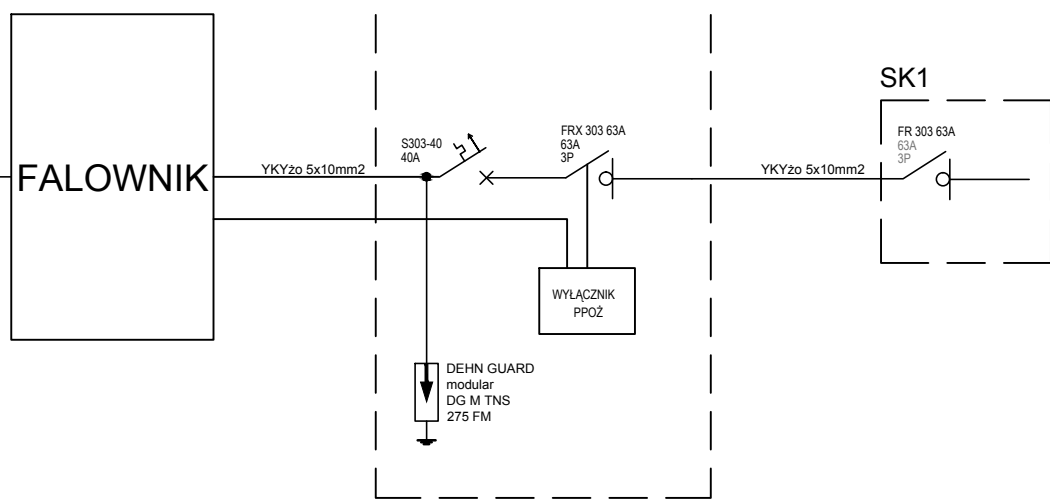 FALOWNIK
YKYżo 5x10mm2
S303-40
40A
FRX 303 63A
63A
3P
YKYżo 5x10mm2
SK1
FR 303 63A
63A
3P
WYŁĄCZNIK
PPOŻ
DEHN GUARD
modular
DG M TNS
275 FM